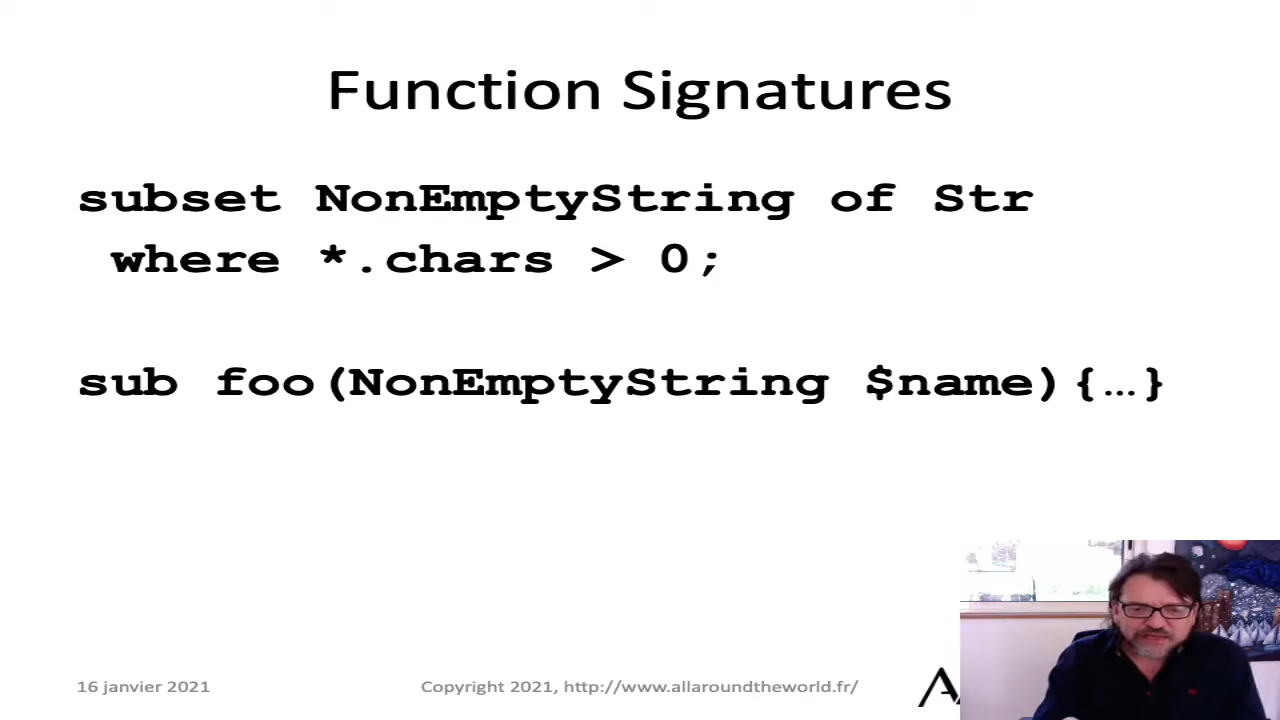 Function Signatures
subset NonEmptyString of Str
where *.chars > 0;
sub foo(NonEmptyString $name){…}
16 janvier 2021
Copyright 2021, http://www.allaroundtheworld.fr/